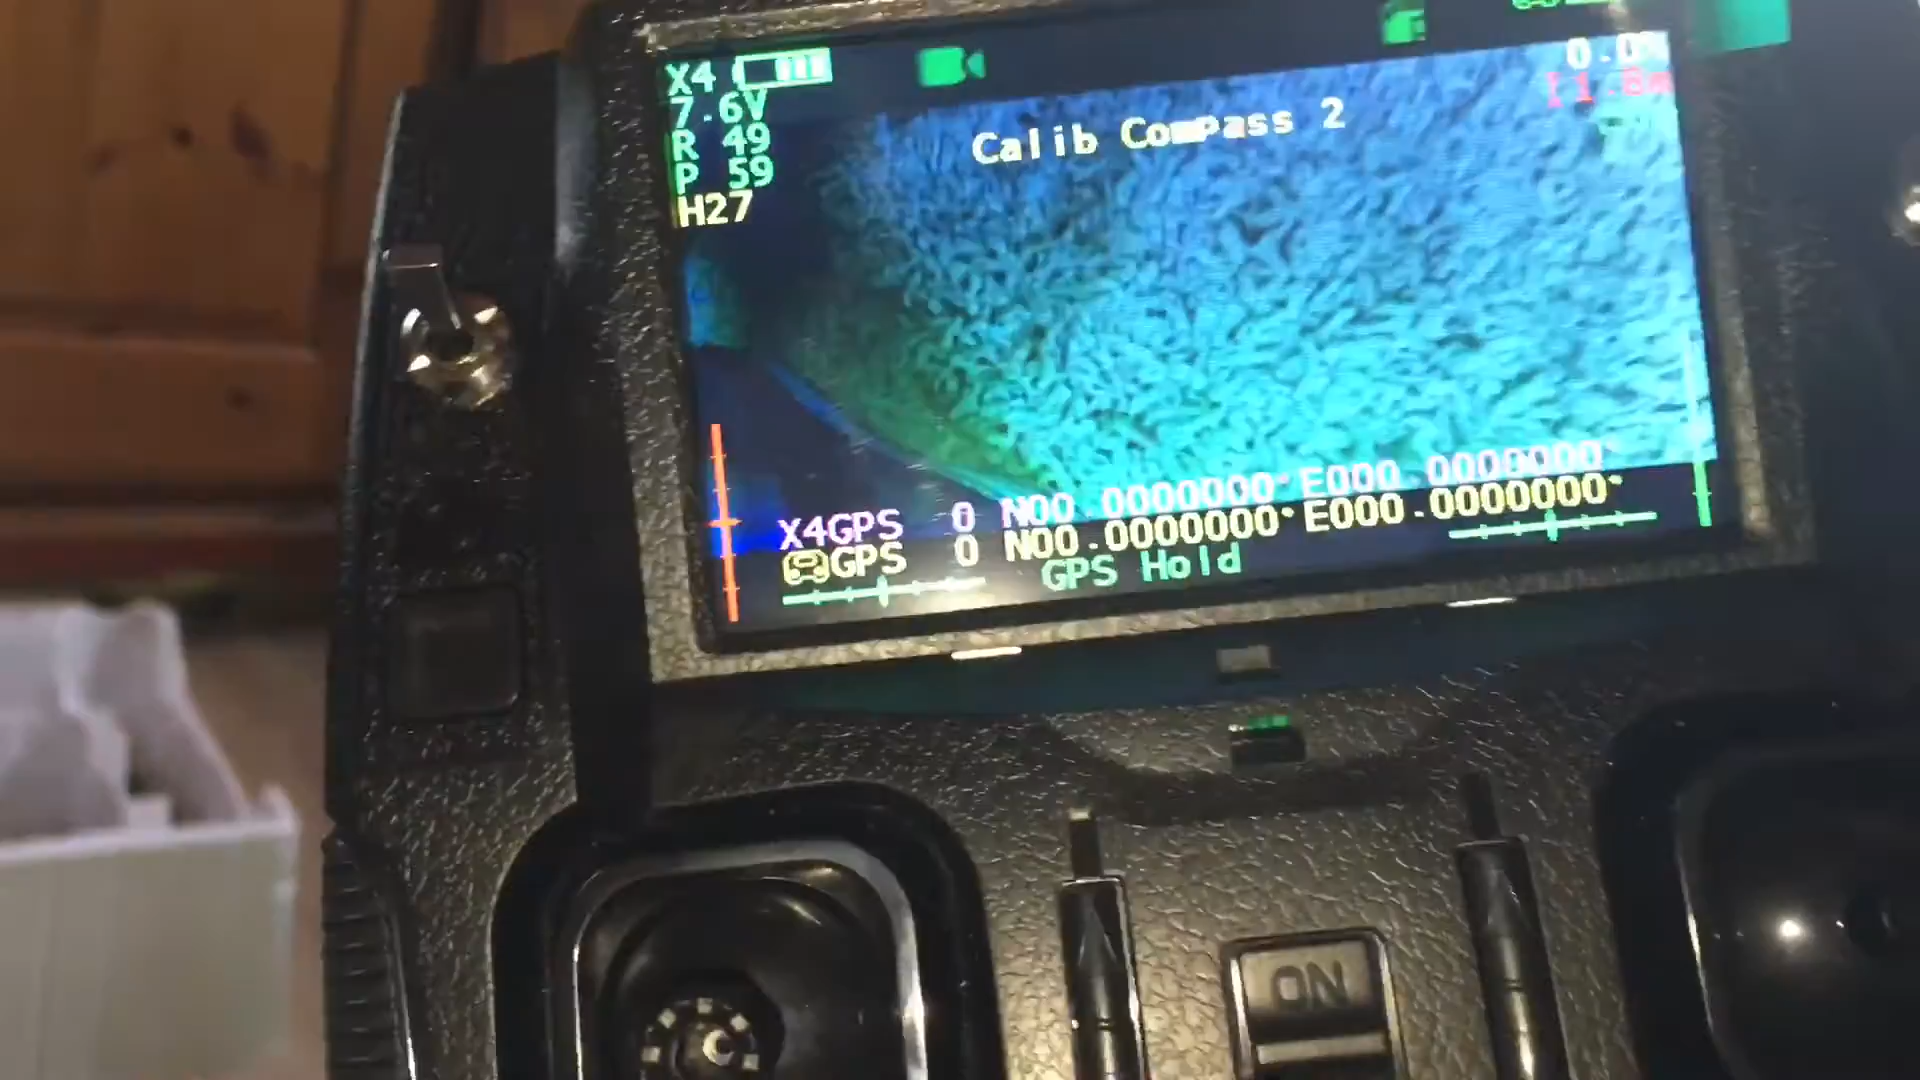 X4
7.6V
R 49
P 59
H27
0.0%
Calib Compass 2
X4GPS 0 N00.0000000° E000.0000000°
GPS 0 N00.0000000° E000.0000000°
GPS Hold
ON